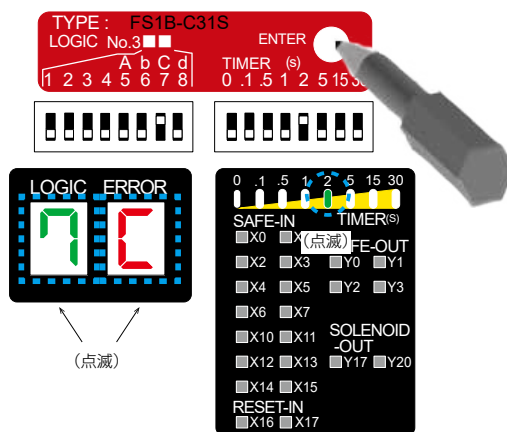 TYPE : FS1B-C31S
LOGIC No.3■■
ENTER
A b C d
TIMER (s)
1 2 3 4 5 6 7 8
0 .1 .5 1 2 5 15 30
LOGIC ERROR
7 C
(点滅)
0 .1 .5 1 2 5 15 30
SAFE-IN
TIMER(S)
(点滅)
X0
Y0 Y1
X2 X3
Y2 Y3
X4 X5
X6 X7
SOLENOID
-OUT
X10 X11
X12 X13
Y17 Y20
X14 X15
RESET-IN
X16 X17